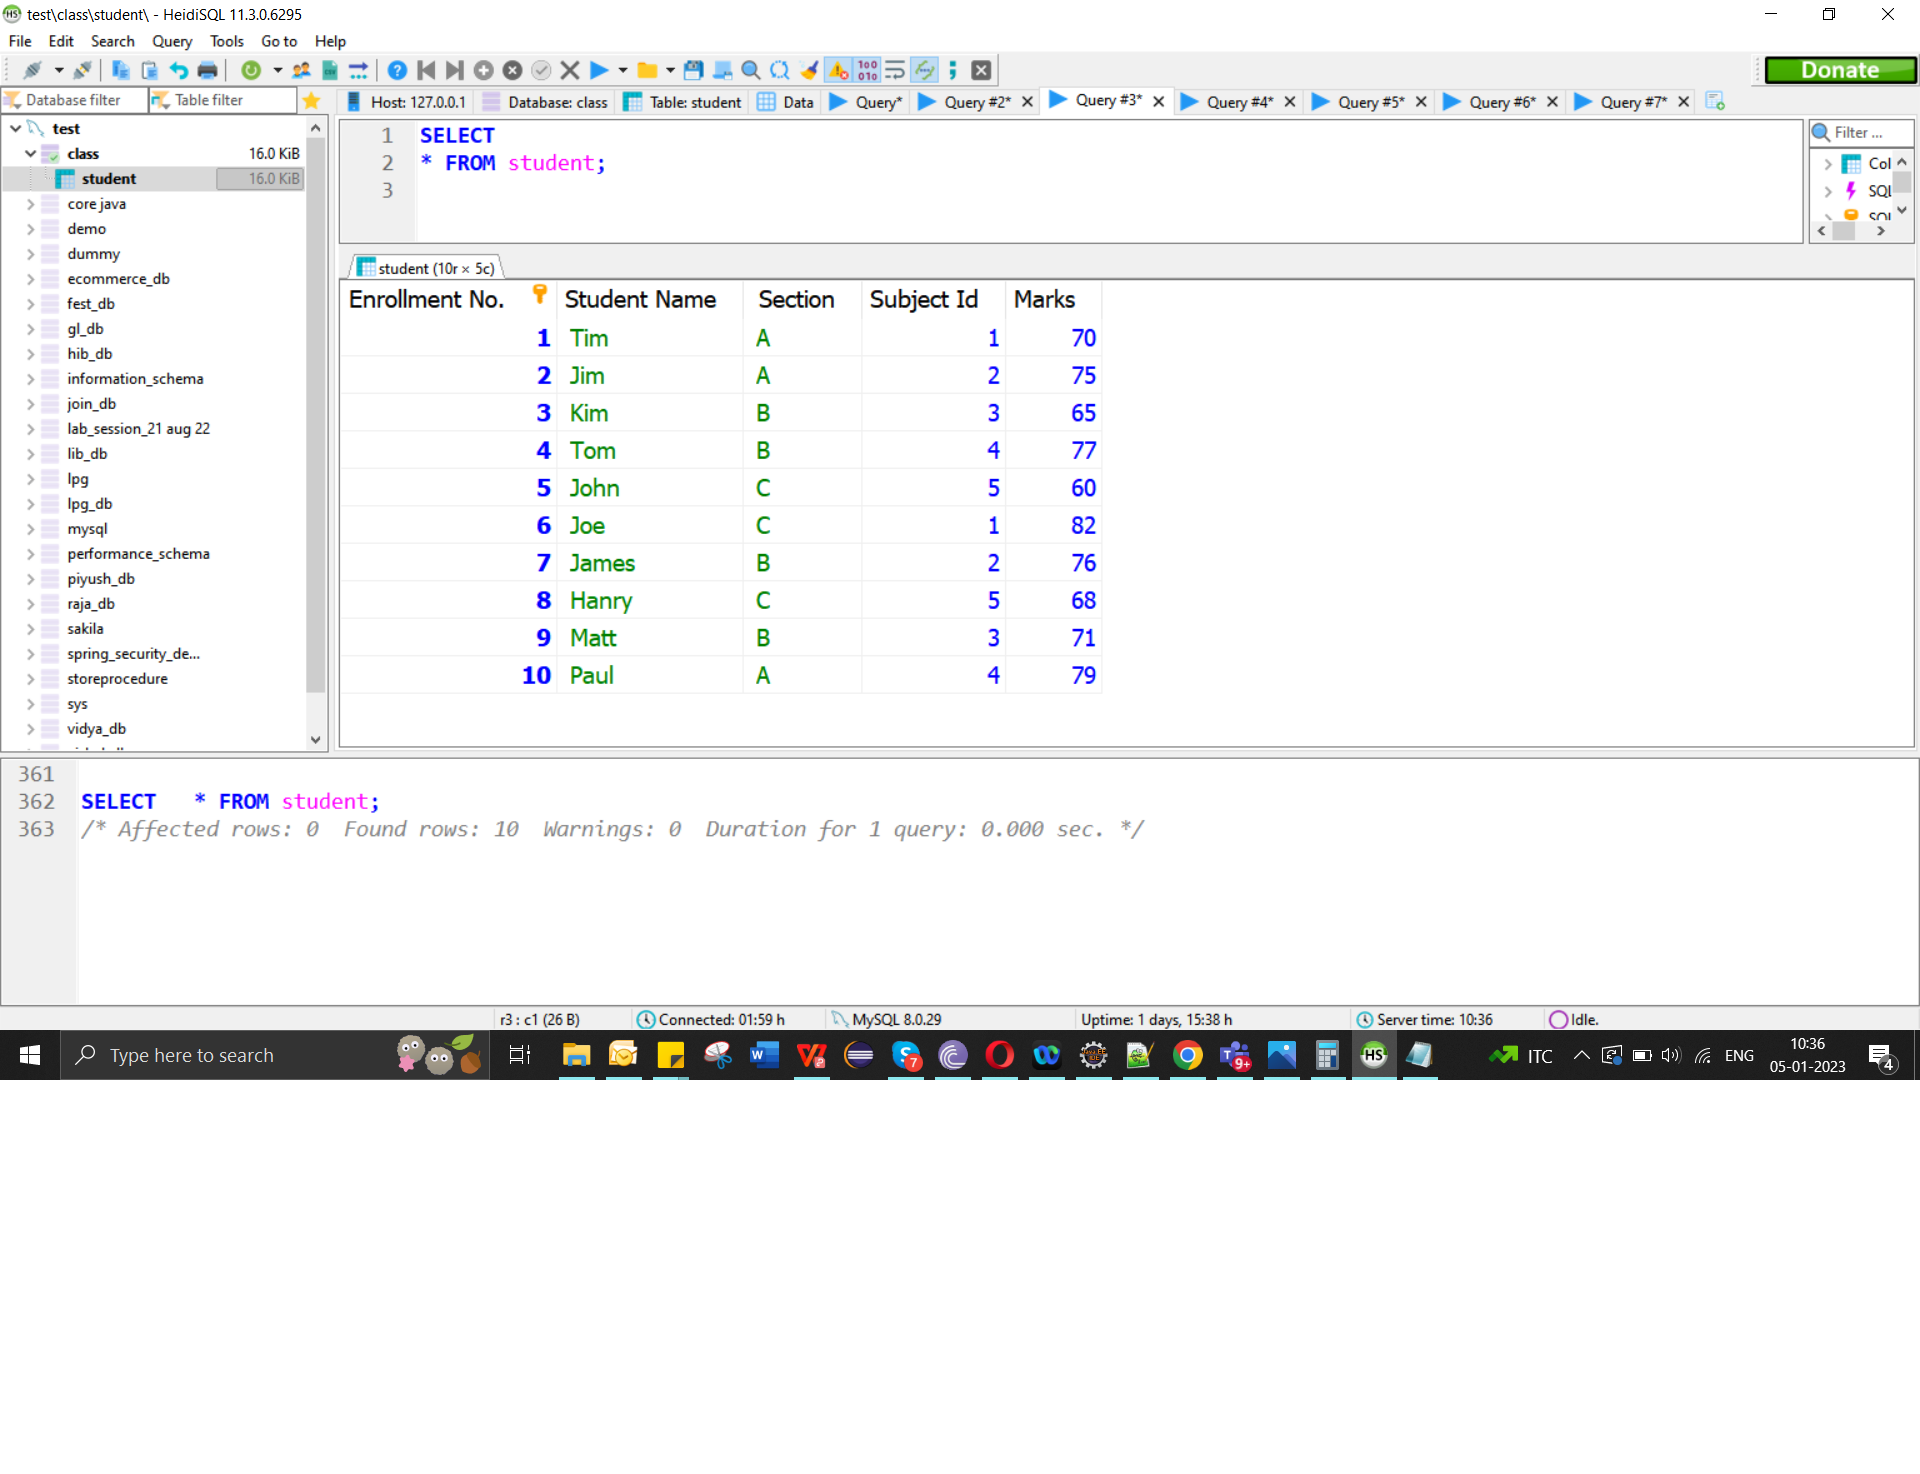 test\class\student\ - HeidiSQL 11.3.0.6295
File Edit Search Query Tools Go to Help
Donate
Database filter Table filter Host: 127.0.0.1 Database: class Table: student Data Query* Query #2* Query #3* Query #4* Query #5* Query #6* Query #7*
test
class 16.0 KiB
student 16.0 KiB
core java
demo
dummy
ecommerce_db
fest_db
gl_db
hib_db
information_schema
join_db
lab_session_21 aug 22
lib_db
lpg
lpg_db
mysql
performance_schema
piyush_db
raja_db
sakila
spring_security_de...
storeprocedure
sys
vidya_db
1 SELECT
2 * FROM student;
3
Filter ...
Col
SQL
student (10r × 5c)
Enrollment No. Student Name Section Subject Id Marks
1 Tim A 1 70
2 Jim A 2 75
3 Kim B 3 65
4 Tom B 4 77
5 John C 5 60
6 Joe C 1 82
7 James B 2 76
8 Hanry C 5 68
9 Matt B 3 71
10 Paul A 4 79
361
362 SELECT * FROM student;
363 /* Affected rows: 0 Found rows: 10 Warnings: 0 Duration for 1 query: 0.000 sec. */
r3 : c1 (26 B) Connected: 01:59 h MySQL 8.0.29 Uptime: 1 days, 15:38 h Server time: 10:36 Idle.
Type here to search
ITC ENG
10:36
05-01-2023
4